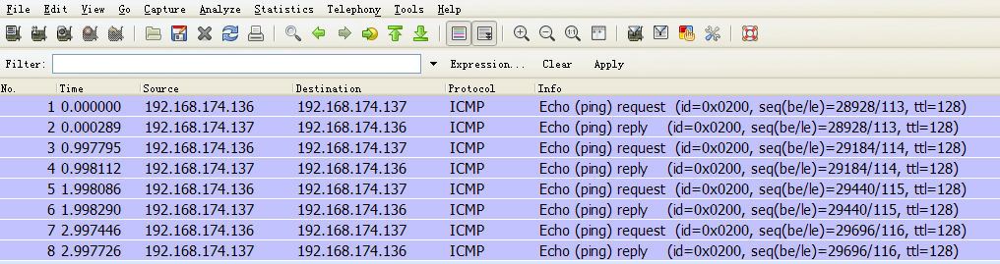 File Edit View Go Capture Analyze Statistics Telephony Tools Help
Filter: Expression... Clear Apply
No. Time Source Destination Protocol Info
1 0.000000 192.168.174.136 192.168.174.137 ICMP Echo (ping) request (id=0x0200, seq(be/le)=28928/113, ttl=128)
2 0.000289 192.168.174.137 192.168.174.136 ICMP Echo (ping) reply (id=0x0200, seq(be/le)=28928/113, ttl=128)
3 0.997795 192.168.174.136 192.168.174.137 ICMP Echo (ping) request (id=0x0200, seq(be/le)=29184/114, ttl=128)
4 0.998112 192.168.174.137 192.168.174.136 ICMP Echo (ping) reply (id=0x0200, seq(be/le)=29184/114, ttl=128)
5 1.998086 192.168.174.136 192.168.174.137 ICMP Echo (ping) request (id=0x0200, seq(be/le)=29440/115, ttl=128)
6 1.998290 192.168.174.137 192.168.174.136 ICMP Echo (ping) reply (id=0x0200, seq(be/le)=29440/115, ttl=128)
7 2.997446 192.168.174.136 192.168.174.137 ICMP Echo (ping) request (id=0x0200, seq(be/le)=29696/116, ttl=128)
8 2.997726 192.168.174.137 192.168.174.136 ICMP Echo (ping) reply (id=0x0200, seq(be/le)=29696/116, ttl=128)